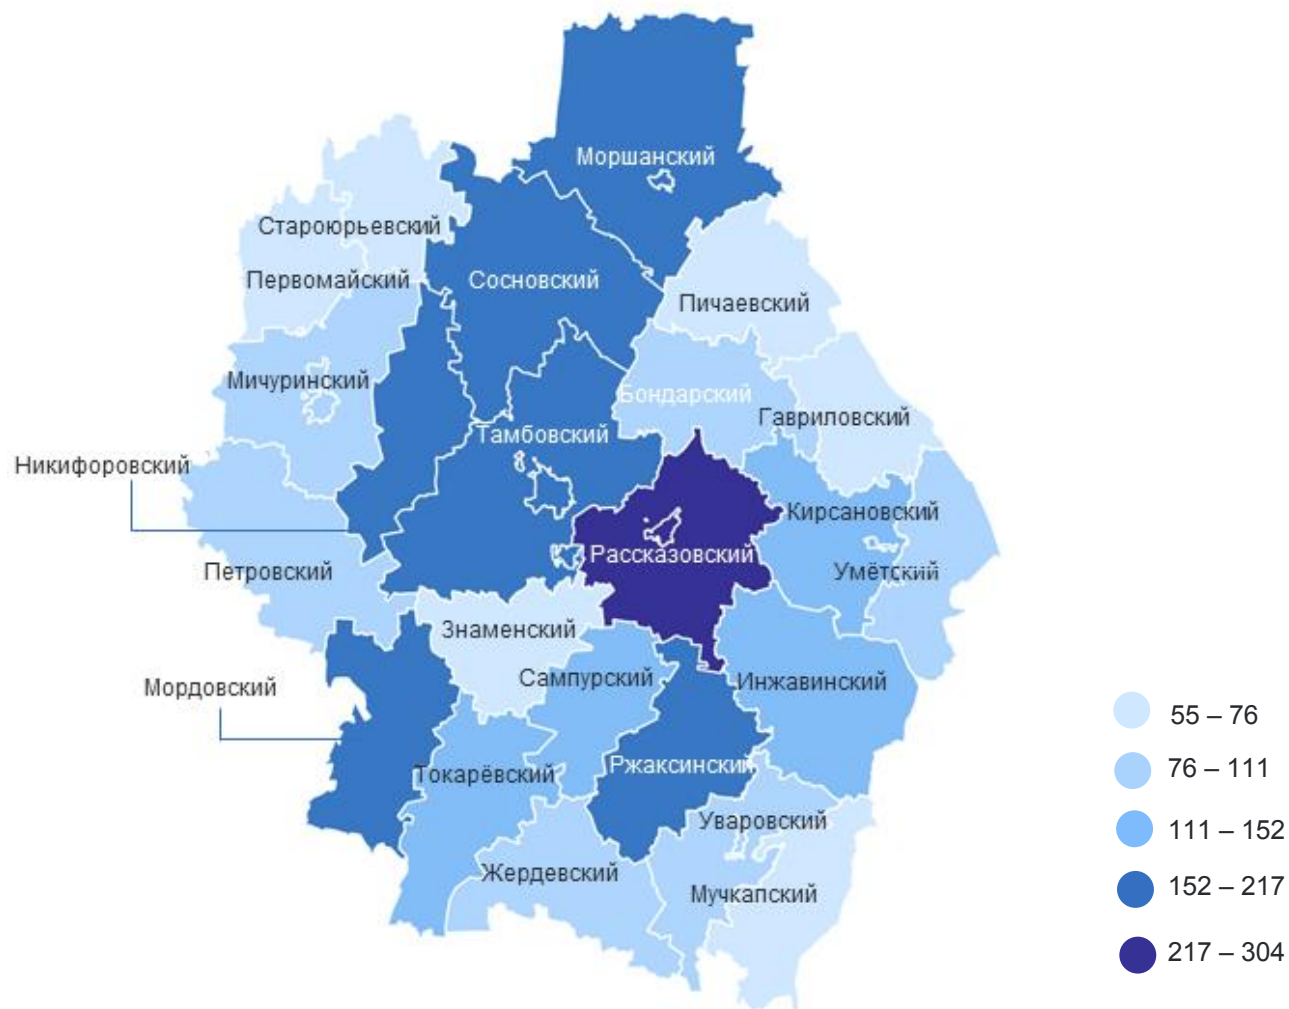 Моршанский
Староюрьевский
Первомайский
Сосновский
Пичаевский
Мичуринский
Бондарский
Гавриловский
Тамбовский
Никифоровский
Кирсановский
Рассказовский
Петровский
Умётский
Знаменский
Сампурский
Инжавинский
Мордовский
Токарёвский
Ржаксинский
Уваровский
Жердевский
Мучкапский
55 – 76
76 – 111
111 – 152
152 – 217
217 – 304